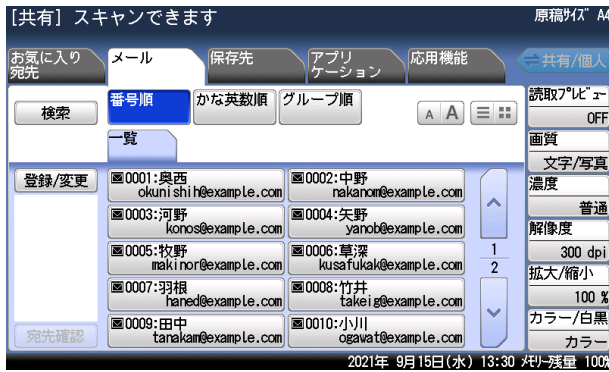 [共有] スキャンできます
原稿ｻｲｽﾞ A4
お気に入り
宛先
メール
保存先
アプリ
ケーション
応用機能
共有/個人
検索
番号順
かな英数順
グループ順
A A
一覧
登録/変更
0001:奥西
okunishih@example.com
0002:中野
nakanom@example.com
0003:河野
konos@example.com
0004:矢野
yanob@example.com
0005:牧野
makinor@example.com
0006:草深
kusafukak@example.com
0007:羽根
haned@example.com
0008:竹井
takeig@example.com
0009:田中
tanakam@example.com
0010:小川
ogawat@example.com
1
2
宛先確認
読取ﾌﾟﾚﾋﾞｭｰ
OFF
画質
文字/写真
濃度
普通
解像度
300 dpi
拡大/縮小
100 %
カラー/白黒
カラー
2021年 9月15日(水) 13:30 ﾒﾓﾘｰ残量 100%